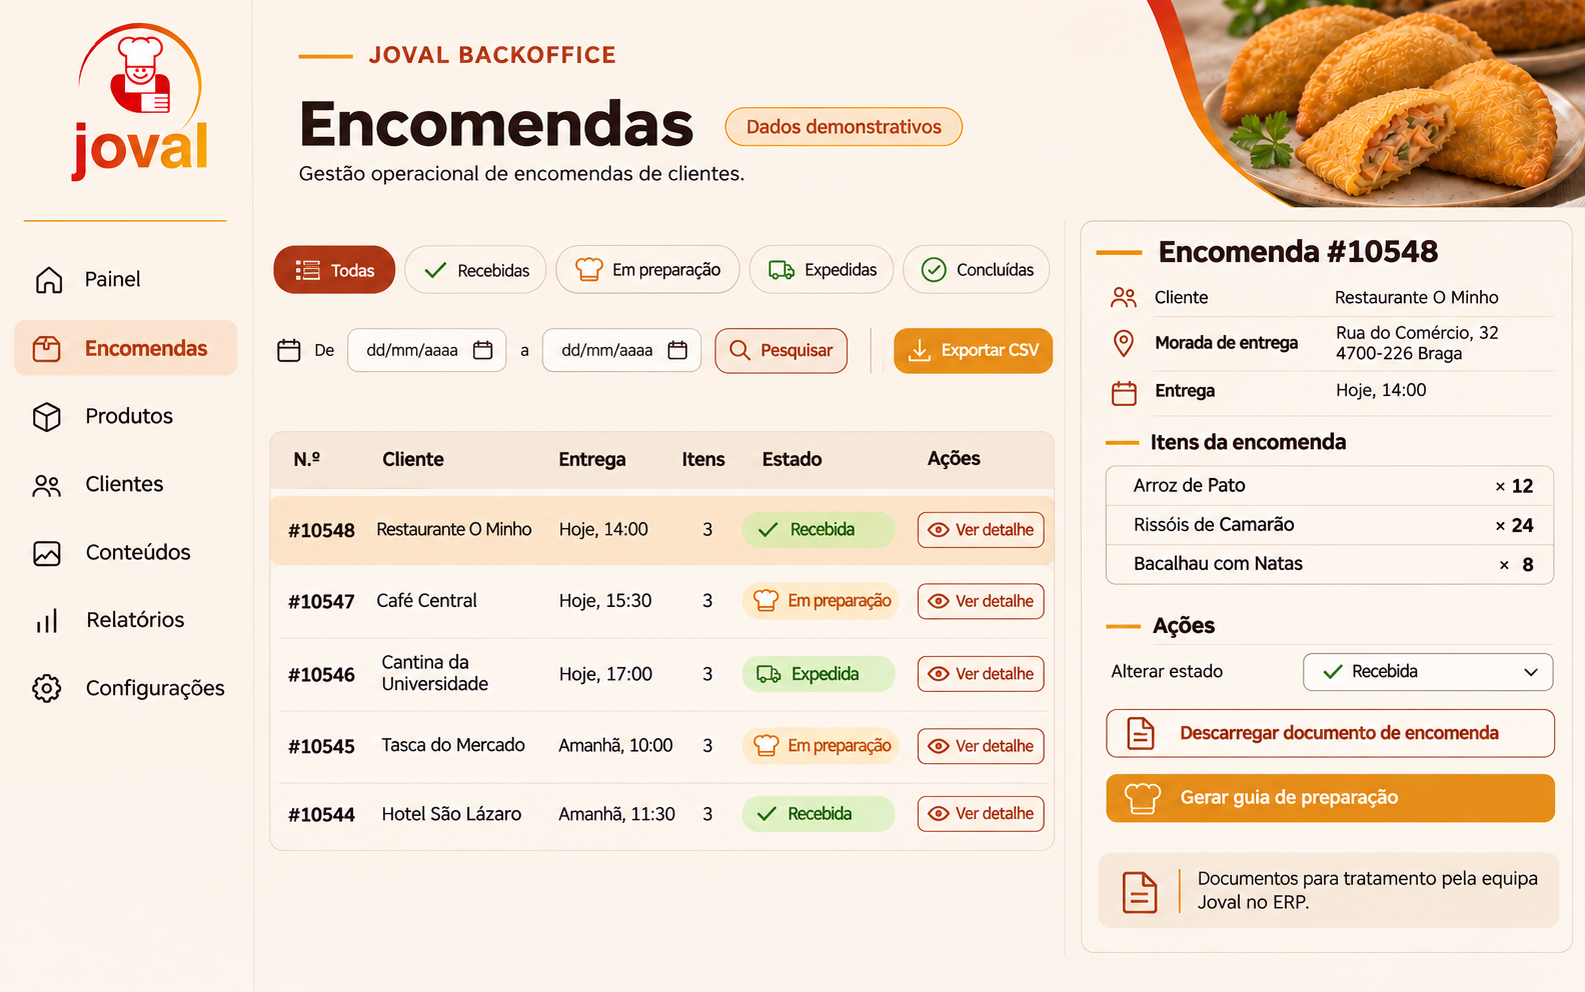 joval
Painel
Encomendas
Produtos
Clientes
Conteúdos
Relatórios
Configurações
JOVAL BACKOFFICE
Encomendas
Dados demonstrativos
Gestão operacional de encomendas de clientes.
Todas
Recebidas
Em preparação
Expedidas
Concluídas
De dd/mm/aaaa a dd/mm/aaaa Pesquisar Exportar CSV
N.º Cliente Entrega Itens Estado Ações
#10548 Restaurante O Minho Hoje, 14:00 3 Recebida Ver detalhe
#10547 Café Central Hoje, 15:30 3 Em preparação Ver detalhe
#10546 Cantina da Universidade Hoje, 17:00 3 Expedida Ver detalhe
#10545 Tasca do Mercado Amanhã, 10:00 3 Em preparação Ver detalhe
#10544 Hotel São Lázaro Amanhã, 11:30 3 Recebida Ver detalhe
Encomenda #10548
Cliente Restaurante O Minho
Morada de entrega Rua do Comércio, 32
4700-226 Braga
Entrega Hoje, 14:00
Itens da encomenda
Arroz de Pato × 12
Rissóis de Camarão × 24
Bacalhau com Natas × 8
Ações
Alterar estado Recebida
Descarregar documento de encomenda
Gerar guia de preparação
Documentos para tratamento pela equipa
Joval no ERP.